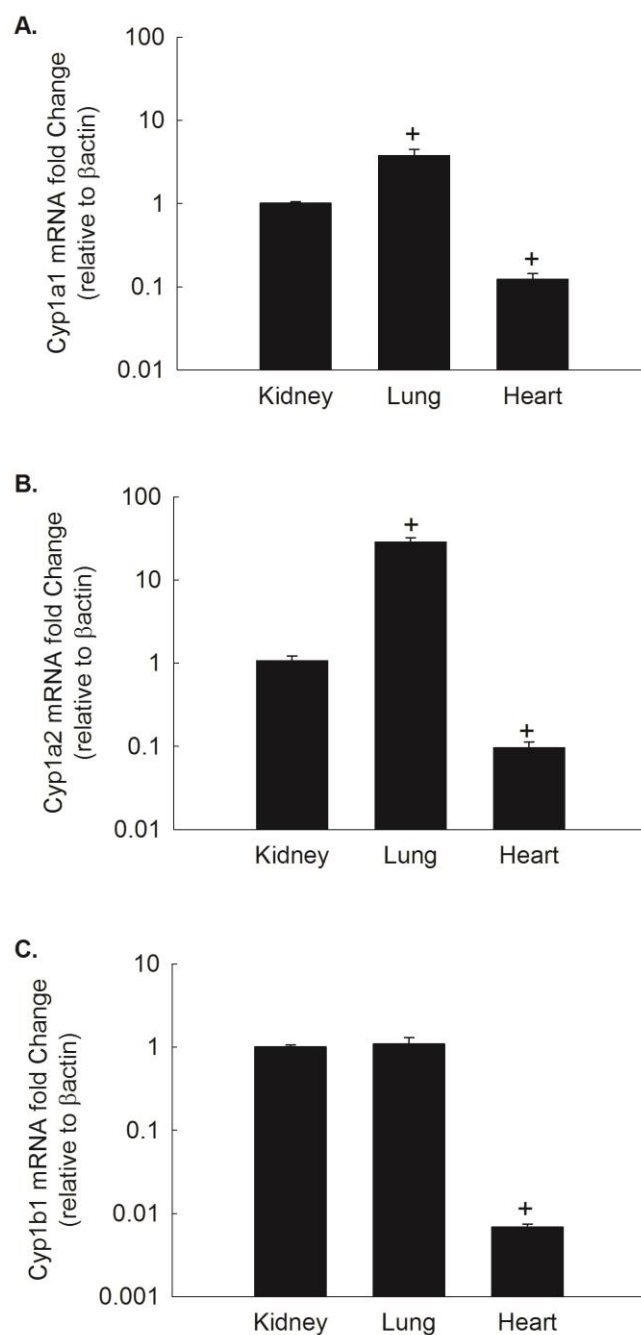 A.
Cyp1a1 mRNA fold Change
(relative to βactin)
100
10
1
0.1
0.01
+
+
Kidney Lung Heart
B.
Cyp1a2 mRNA fold Change
(relative to βactin)
100
10
1
0.1
0.01
+
+
Kidney Lung Heart
C.
Cyp1b1 mRNA fold Change
(relative to βactin)
10
1
0.1
0.01
0.001
+
Kidney Lung Heart